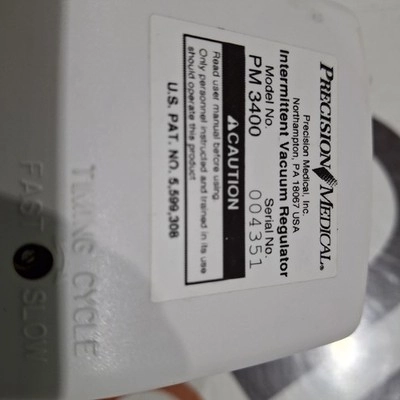 PRECISION MEDICAL®
Precision Medical, Inc.
Northampton, PA 18067 USA
Intermittent Vacuum Regulator
Model No. Serial No.
PM 3400 004351
⚠CAUTION
Read user manual before using.
Only personnel instructed and trained in its use
should operate this product
U.S. PAT. NO. 5,599,308
TIMING CYCLE
FAST SLOW